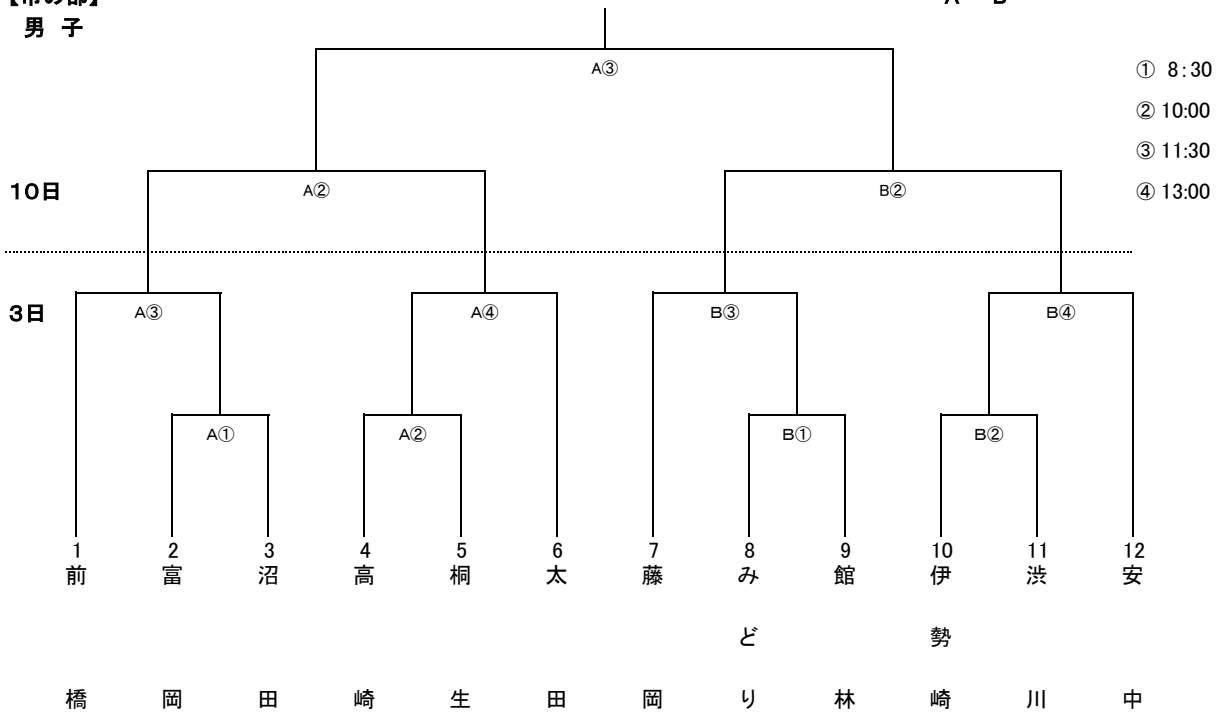 【市の部】
A B
男 子
A③
① 8:30
② 10:00
③ 11:30
10日
A②
B②
④ 13:00
3日
A③
A④
B③
B④
A①
A②
B①
B②
1 2 3 4 5 6 7 8 9 10 11 12
前橋
富岡
沼田
高崎
桐生
太田
藤岡
みどり
館林
伊勢崎
渋川
安中